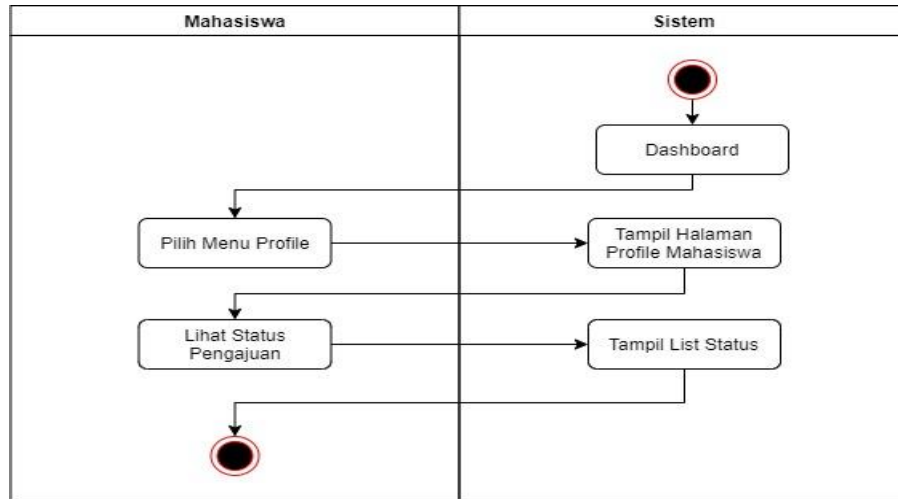 Mahasiswa
Sistem
Dashboard
Pilih Menu Profile
Tampil Halaman
Profile Mahasiswa
Lihat Status
Pengajuan
Tampil List Status